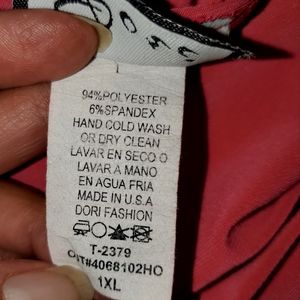 94%POLYESTER
6%SPANDEX
HAND COLD WASH
OR DRY CLEAN
LAVAR EN SECO O
LAVAR A MANO
EN AGUA FRIA
MADE IN U.S.A
DORI FASHION
T-2379
CIT#4068102HO
1XL